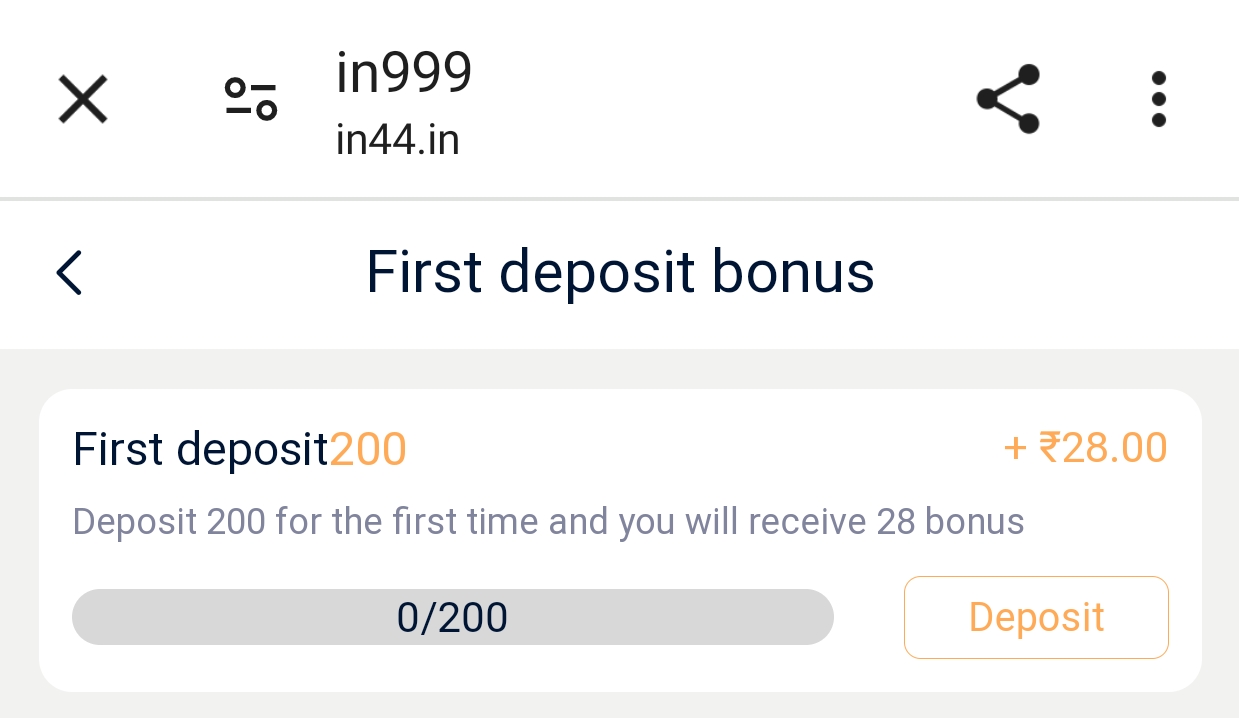 in999
in44.in
First deposit bonus
First deposit200
+ ₹28.00
Deposit 200 for the first time and you will receive 28 bonus
0/200
Deposit